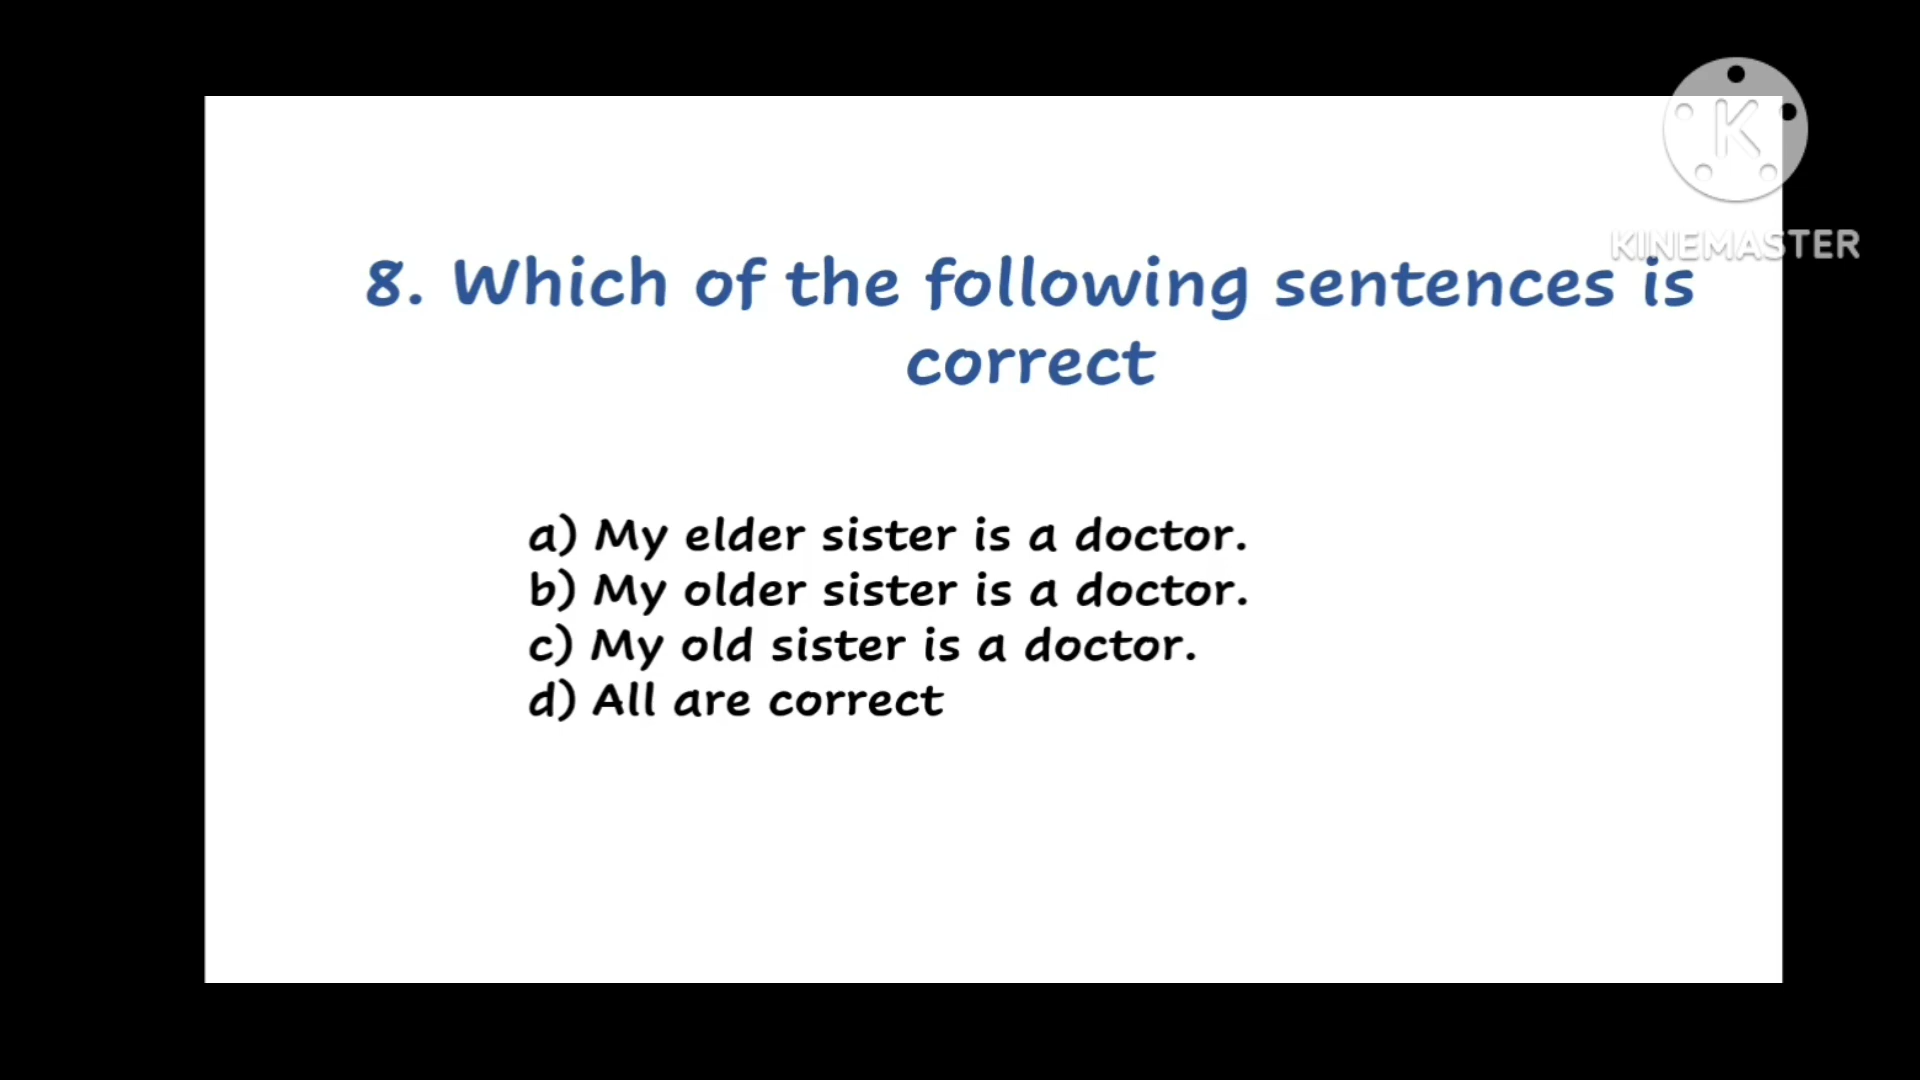 K
KINEMASTER
8. Which of the following sentences is
correct
a) My elder sister is a doctor.
b) My older sister is a doctor.
c) My old sister is a doctor.
d) All are correct